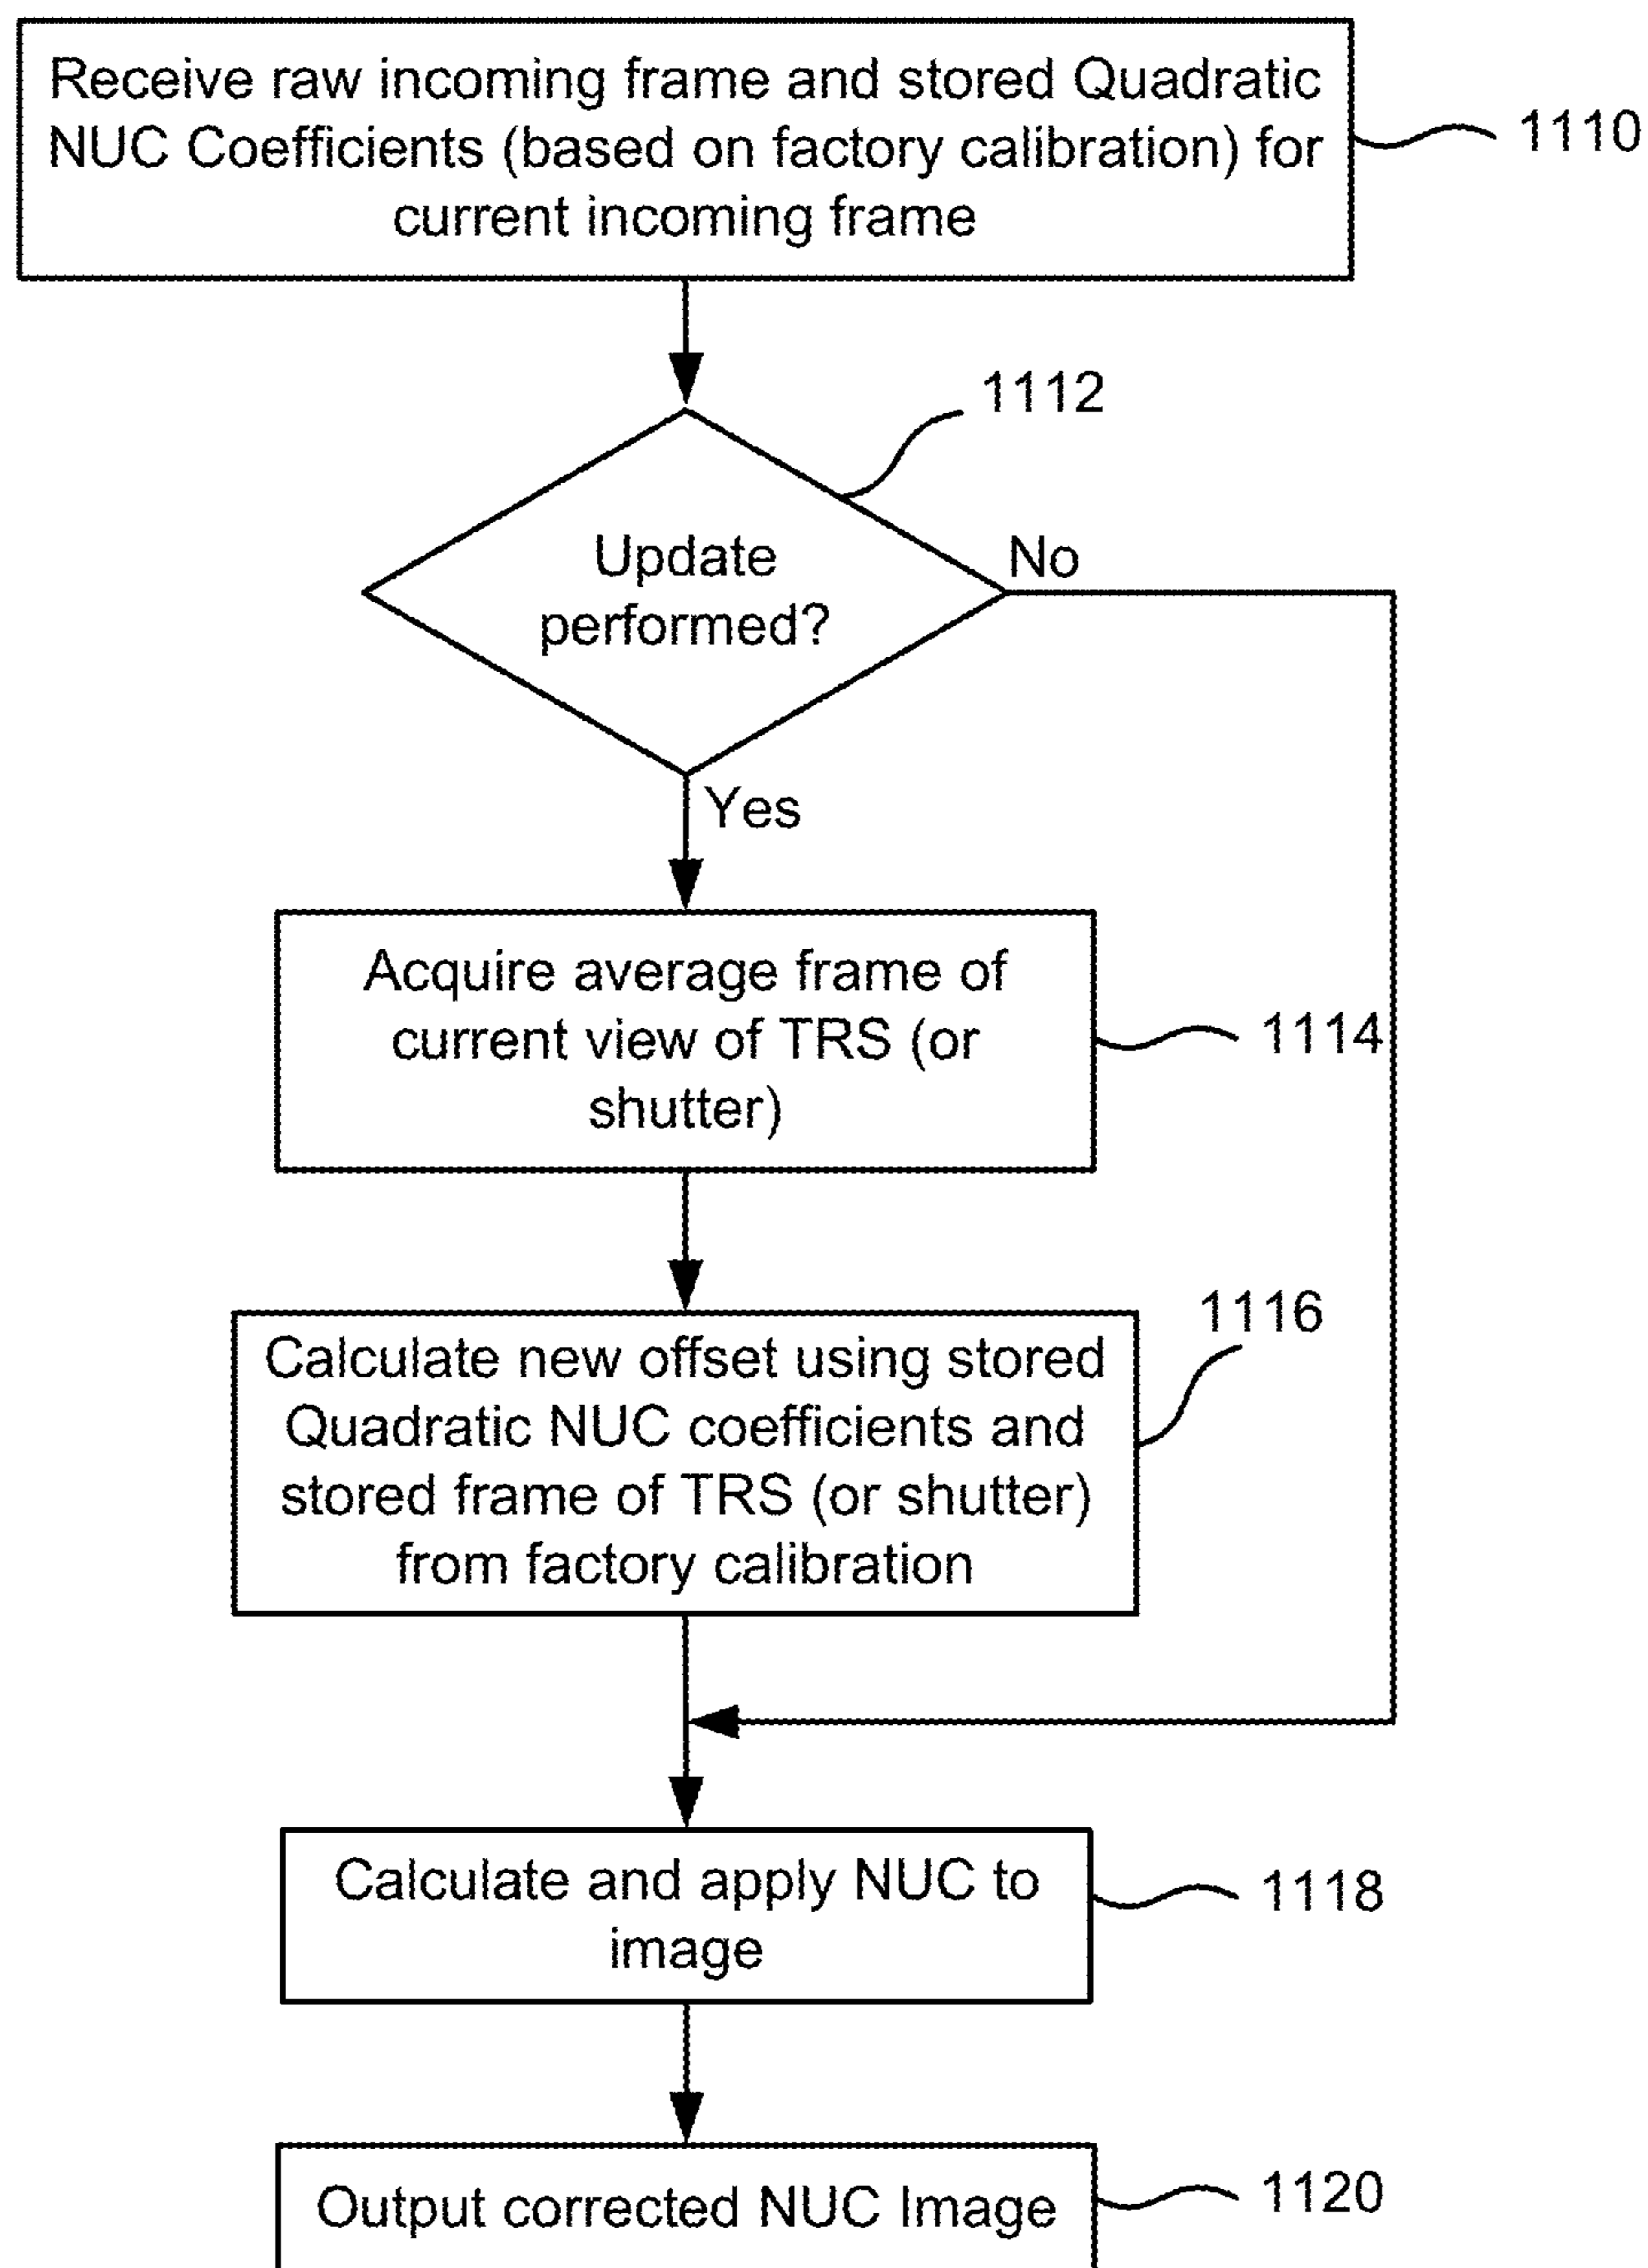 Receive raw incoming frame and stored Quadratic
NUC Coefficients (based on factory calibration) for
current incoming frame
1110
1112
Update
performed?
No
Yes
Acquire average frame of
current view of TRS (or
shutter)
1114
1116
Calculate new offset using stored
Quadratic NUC coefficients and
stored frame of TRS (or shutter)
from factory calibration
Calculate and apply NUC to
image
1118
Output corrected NUC Image
1120